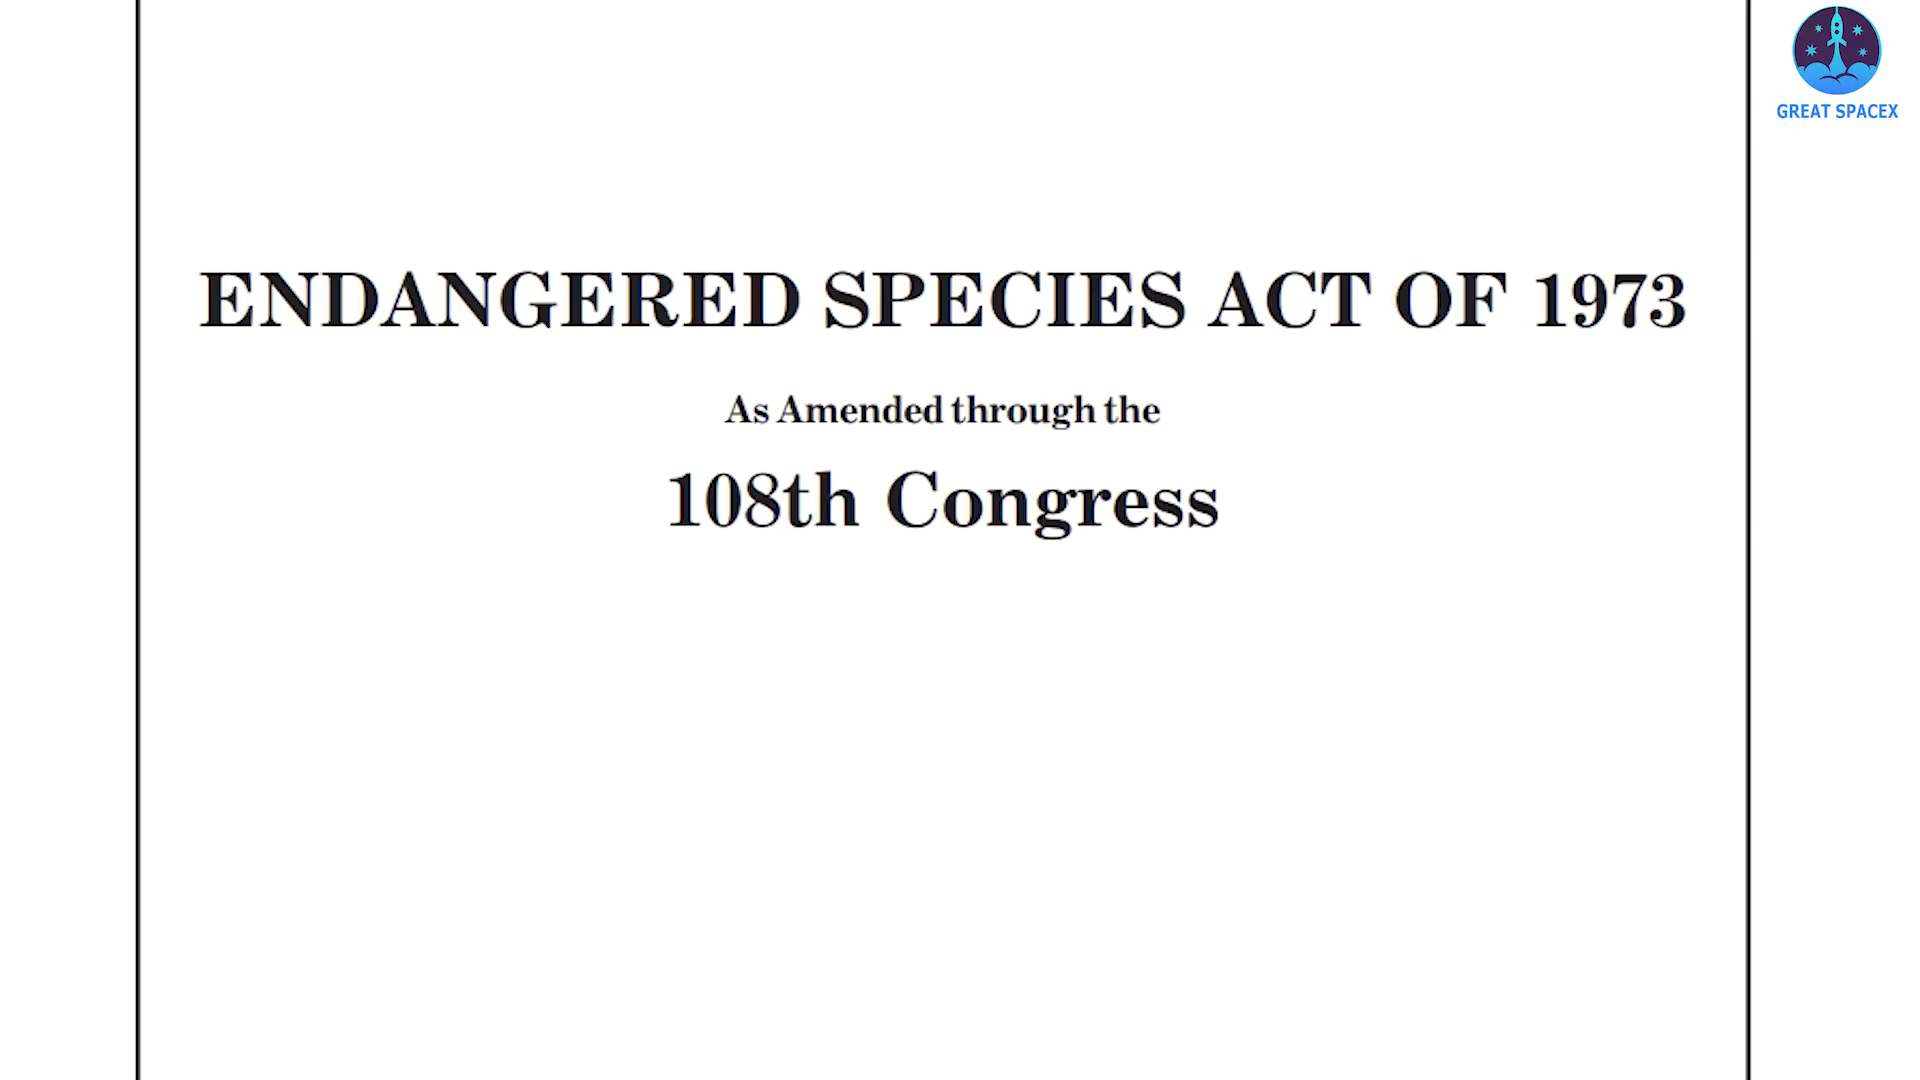 GREAT SPACEX
ENDANGERED SPECIES ACT OF 1973
As Amended through the
108th Congress